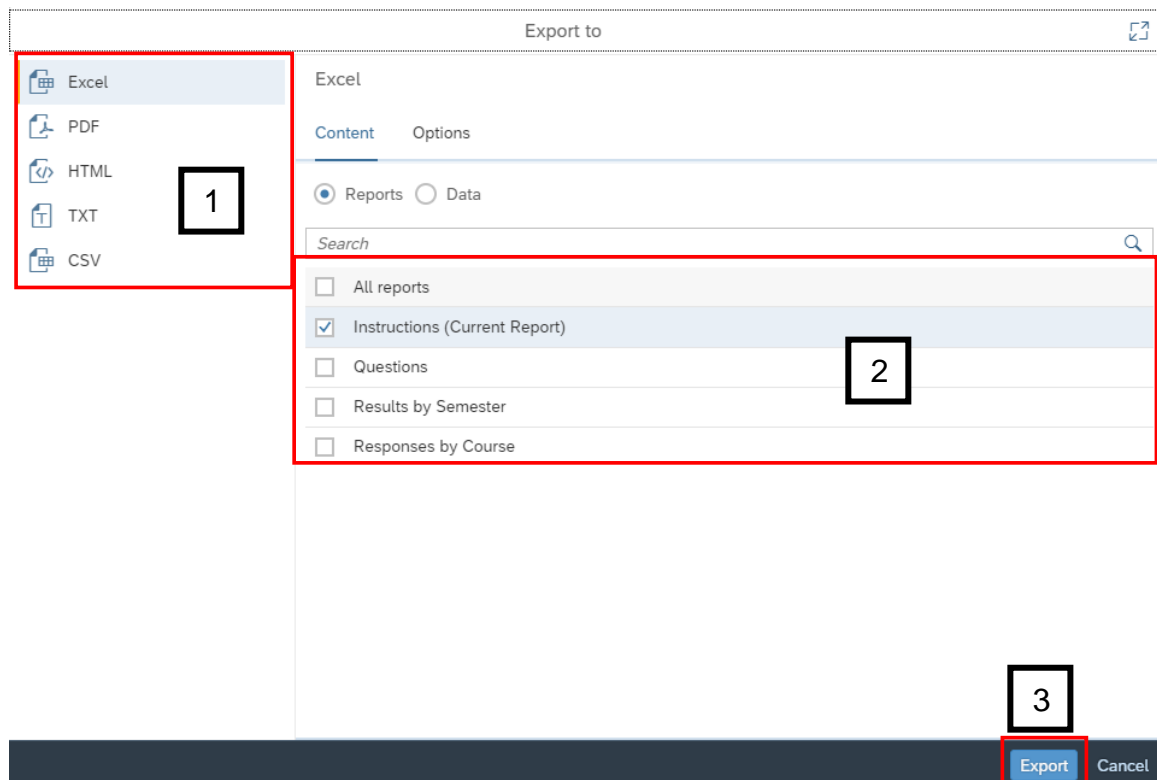 Export to
Excel
PDF
HTML
TXT
CSV
1
Excel
Content Options
Reports Data
Search
All reports
Instructions (Current Report)
Questions
Results by Semester
Responses by Course
2
3
Export Cancel